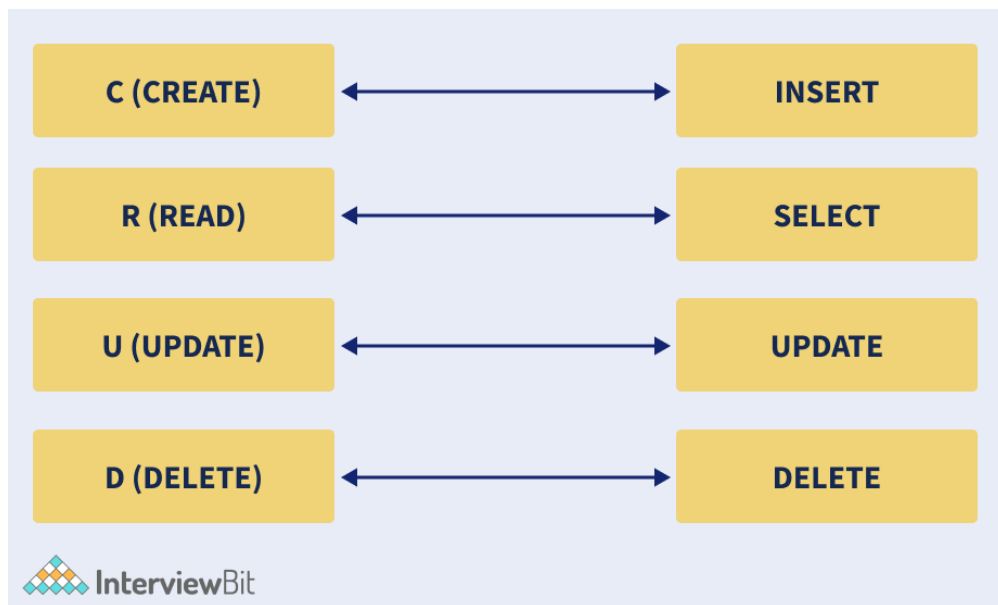 C (CREATE)
INSERT
R (READ)
SELECT
U (UPDATE)
UPDATE
D (DELETE)
DELETE
InterviewBit